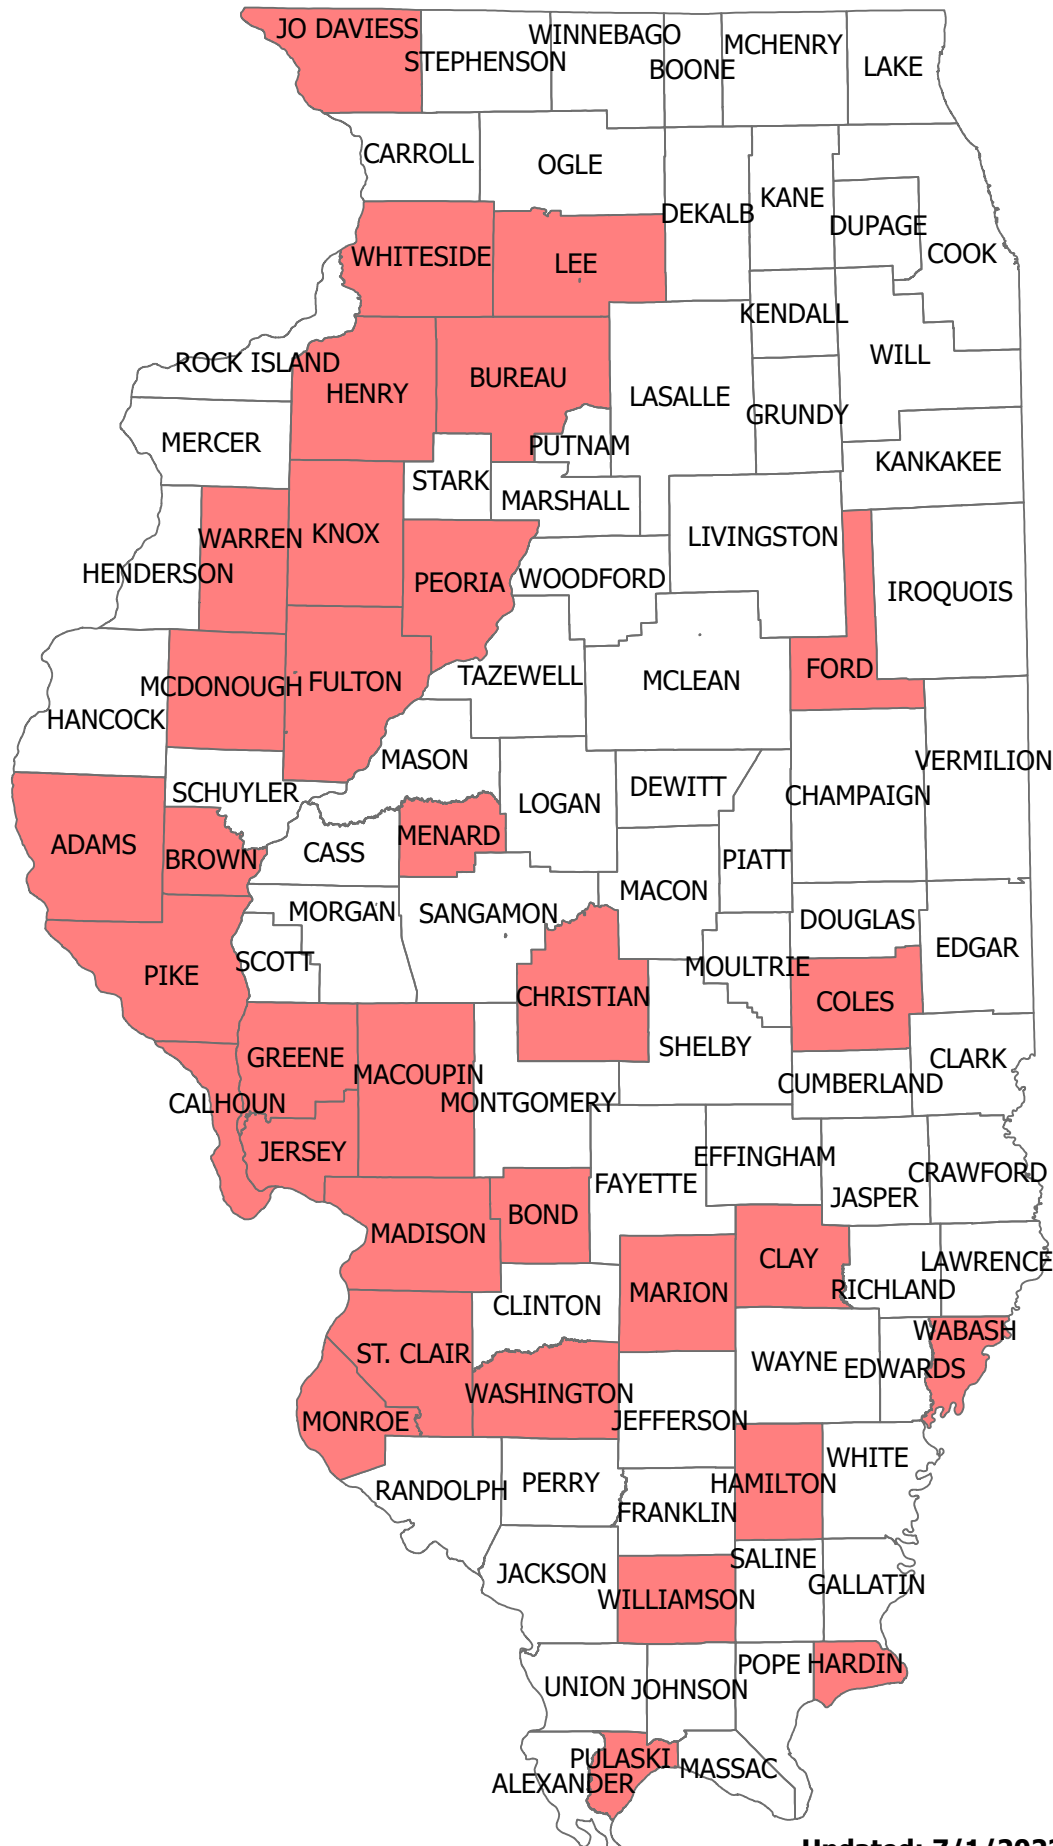 JO DAVIESS
STEPHENSON
WINNEBAGO
BOONE
MCHENRY
LAKE
CARROLL
OGLE
DEKALB
KANE
DUPAGE
COOK
WHITESIDE
LEE
KENDALL
WILL
ROCK ISLAND
HENRY
BUREAU
LASALLE
GRUNDY
MERCER
PUTNAM
KANKAKEE
STARK
MARSHALL
WARREN
KNOX
LIVINGSTON
HENDERSON
PEORIA
WOODFORD
IROQUOIS
HANCOCK
MCDONOUGH
FULTON
TAZEWELL
MCLEAN
FORD
MASON
VERMILION
SCHUYLER
LOGAN
DEWITT
CHAMPAIGN
ADAMS
BROWN
CASS
MENARD
PIATT
MACON
MORGAN
SANGAMON
DOUGLAS
EDGAR
PIKE
SCOTT
CHRISTIAN
MOULTRIE
COLES
GREENE
MACOUPIN
SHELBY
CLARK
CALHOUN
MONTGOMERY
CUMBERLAND
JERSEY
FAYETTE
EFFINGHAM
JASPER
CRAWFORD
MADISON
BOND
CLAY
LAWRENCE
RICHLAND
CLINTON
MARION
WABASH
ST. CLAIR
WAYNE
EDWARDS
WASHINGTON
MONROE
JEFFERSON
RANDOLPH
PERRY
HAMILTON
WHITE
FRANKLIN
JACKSON
SALINE
GALLATIN
WILLIAMSON
UNION
JOHNSON
POPE
HARDIN
PULASKI
ALEXANDER
MASSAC